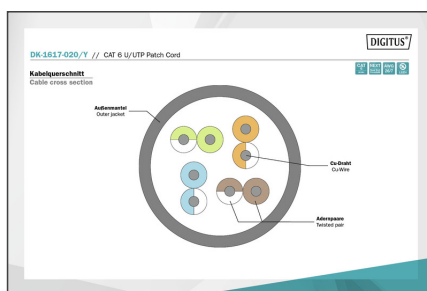 DIGITUS®
DK-1617-020/Y // CAT 6 U/UTP Patch Cord
Kabelquerschnitt
Cable cross section
Außenmantel
Outer jacket
Cu-Draht
Cu-Wire
Adernpaare
Twisted pair